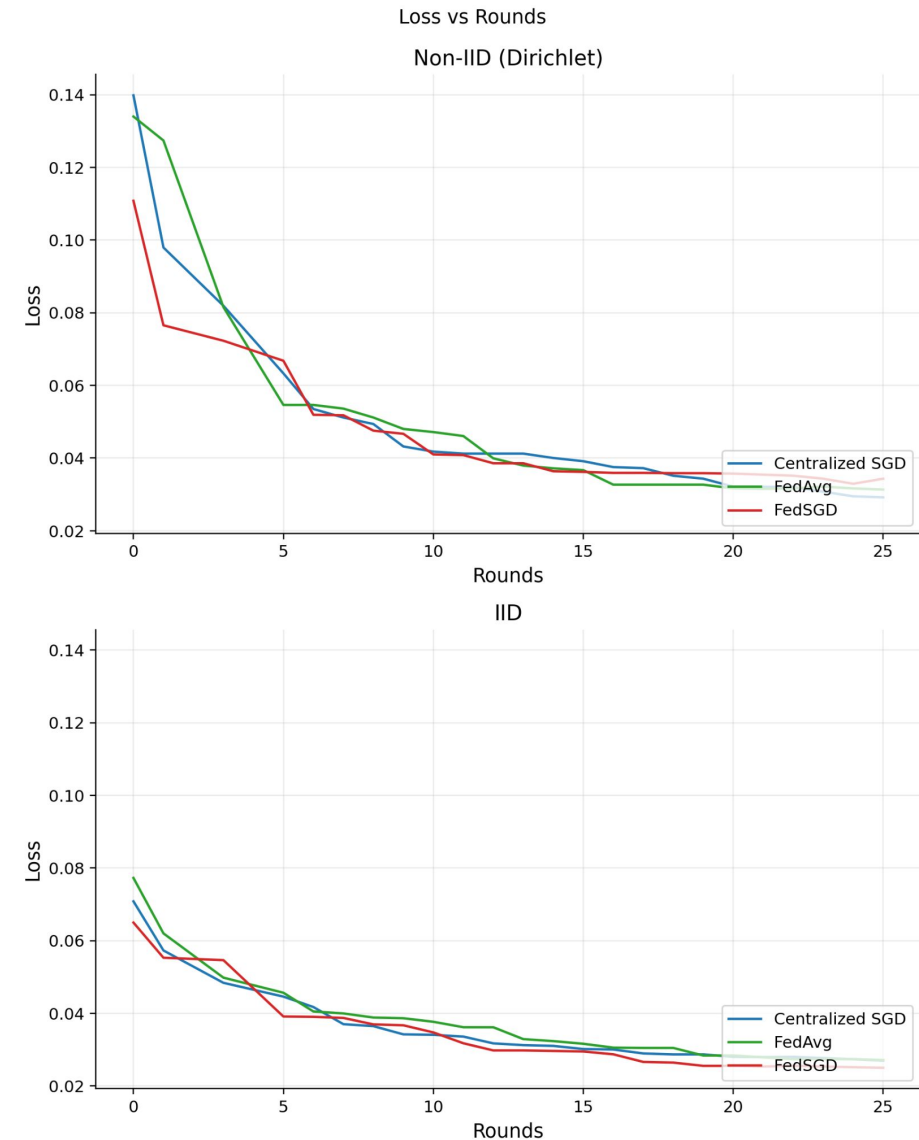 Loss vs Rounds
Non-IID (Dirichlet)
0.14
0.12
0.10
0.08
0.06
0.04
0.02
Loss
Centralized SGD
FedAvg
FedSGD
0 5 10 15 20 25
Rounds
IID
0.14
0.12
0.10
0.08
0.06
0.04
0.02
Loss
Centralized SGD
FedAvg
FedSGD
0 5 10 15 20 25
Rounds